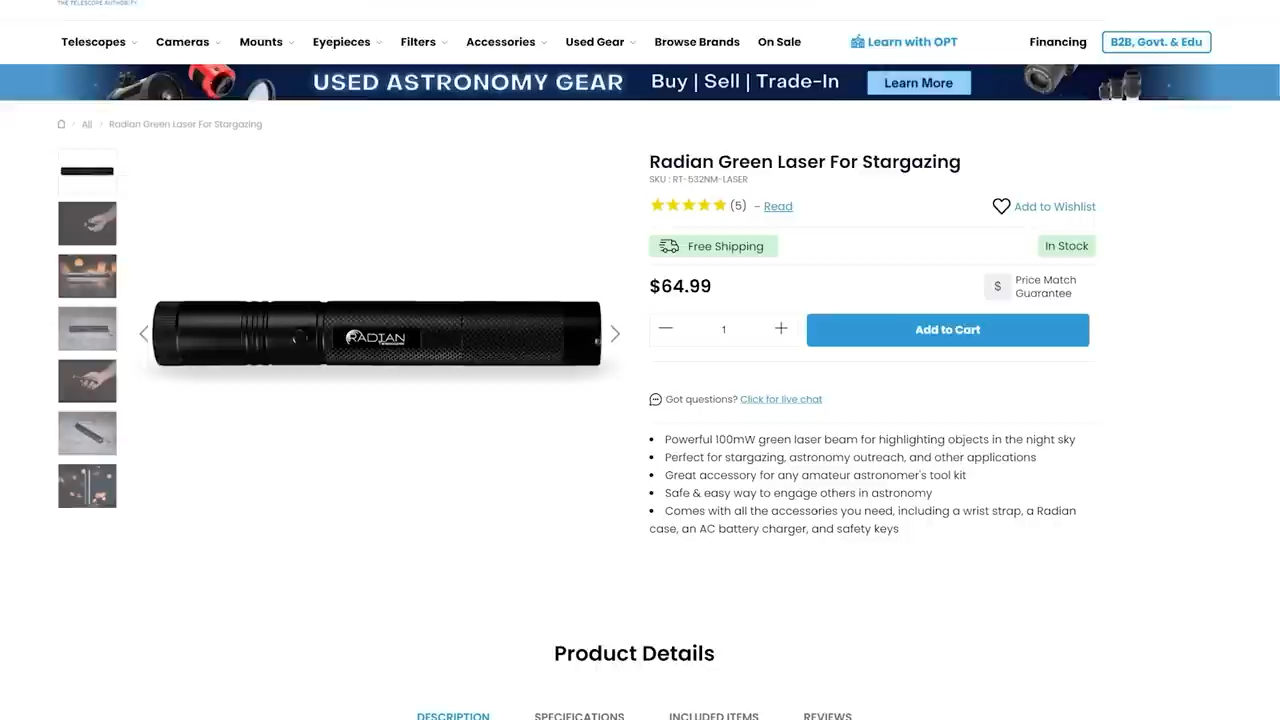 THE TELESCOPE AUTHORITY
Telescopes Cameras Mounts Eyepieces Filters Accessories Used Gear Browse Brands On Sale Learn with OPT Financing B2B, Govt. & Edu
USED ASTRONOMY GEAR Buy | Sell | Trade-In Learn More
/ All > Radian Green Laser For Stargazing
Radian Green Laser For Stargazing
SKU : RT-532NM-LASER
(5) - Read Add to Wishlist
Free Shipping In Stock
$64.99 $ Price Match
Guarantee
— 1 + Add to Cart
RADIAN
Got questions? Click for live chat
• Powerful 100mW green laser beam for highlighting objects in the night sky
• Perfect for stargazing, astronomy outreach, and other applications
• Great accessory for any amateur astronomer's tool kit
• Safe & easy way to engage others in astronomy
• Comes with all the accessories you need, including a wrist strap, a Radian
case, an AC battery charger, and safety keys
Product Details
DESCRIPTION SPECIFICATIONS INCLUDED ITEMS REVIEWS